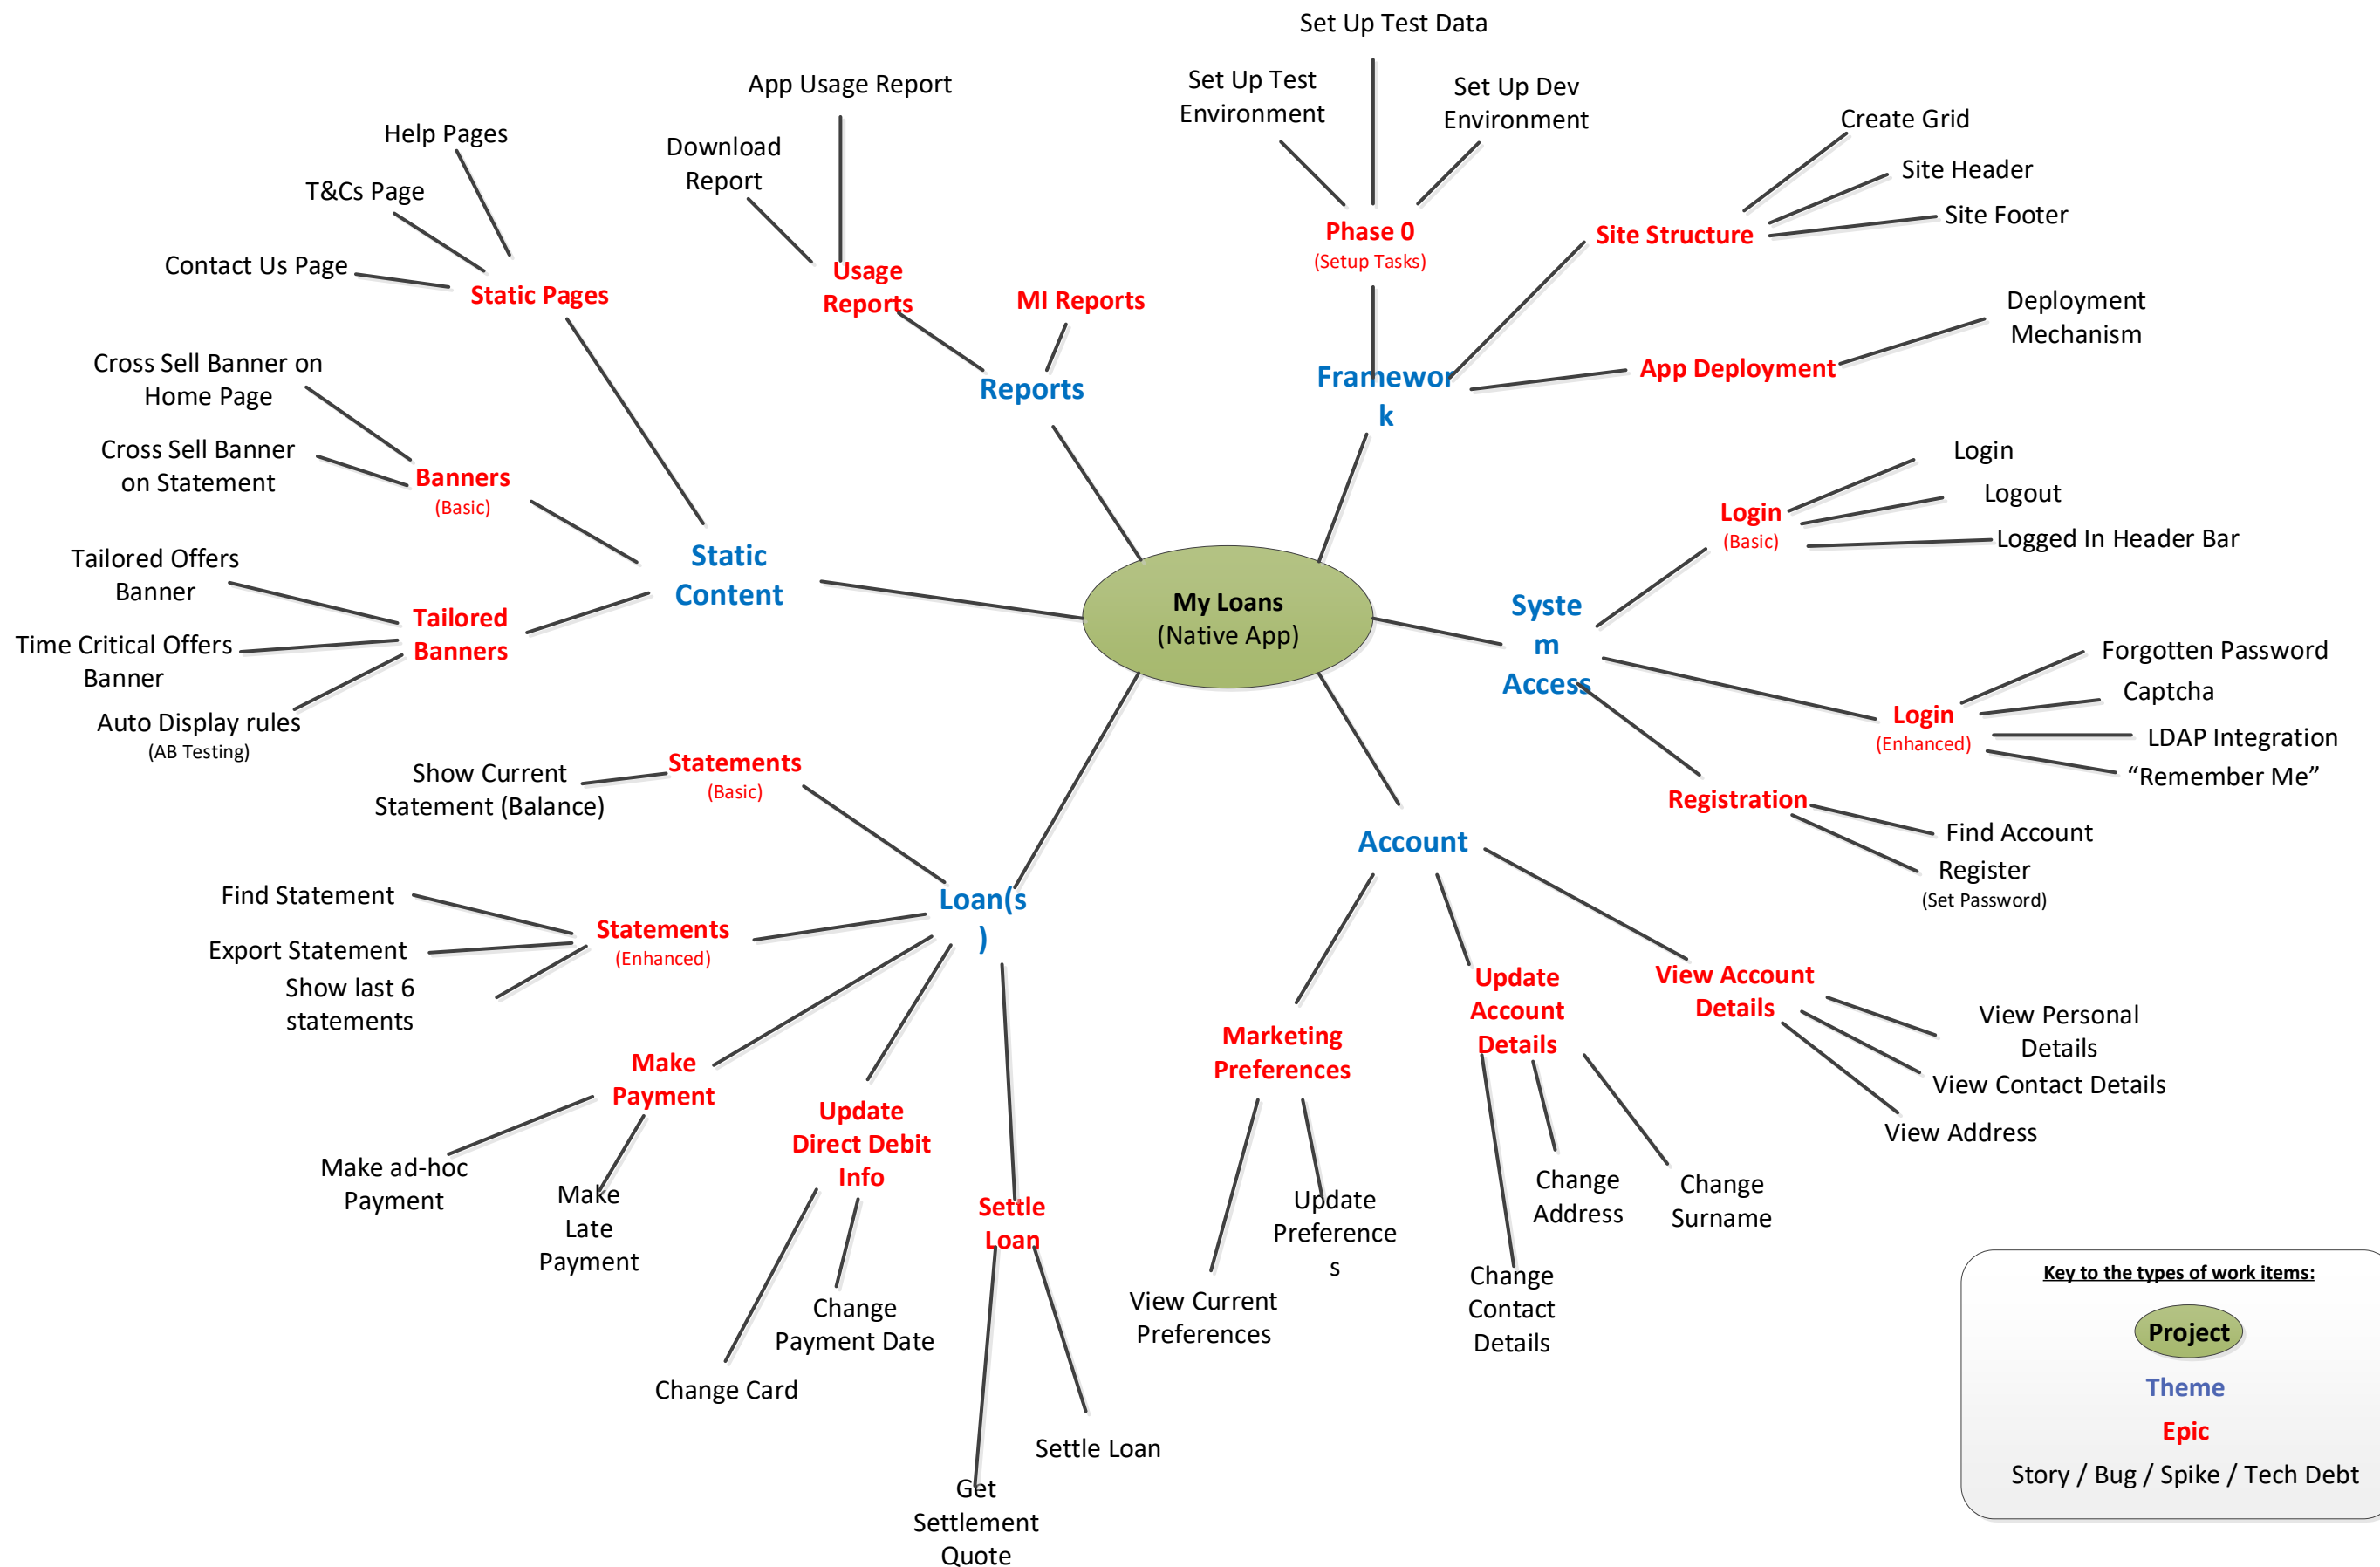 Set Up Test Data
App Usage Report
Set Up Test
Environment
Set Up Dev
Environment
Help Pages
Download
Report
Create Grid
Site Header
Site Footer
T&Cs Page
Contact Us Page
Static Pages
Usage
Reports
MI Reports
Phase 0
(Setup Tasks)
Site Structure
Deployment
Mechanism
App Deployment
Reports
Framewor
k
Cross Sell Banner on
Home Page
Cross Sell Banner
on Statement
Banners
(Basic)
Login
Logout
Logged In Header Bar
Login
(Basic)
Static
Content
Tailored Offers
Banner
Time Critical Offers
Banner
Auto Display rules
(AB Testing)
Tailored
Banners
My Loans
(Native App)
Syste
m
Access
Forgotten Password
Captcha
LDAP Integration
“Remember Me”
Login
(Enhanced)
Registration
Find Account
Register
(Set Password)
Show Current
Statement (Balance)
Statements
(Basic)
Account
Loan(s
)
Find Statement
Export Statement
Show last 6
statements
Statements
(Enhanced)
Make
Payment
Make ad-hoc
Payment
Make
Late
Payment
Update
Direct Debit
Info
Change
Payment Date
Change Card
Settle
Loan
Settle Loan
Get
Settlement
Quote
Marketing
Preferences
Update
Preference
s
View Current
Preferences
Update
Account
Details
Change
Address
Change
Surname
Change
Contact
Details
View Account
Details
View Personal
Details
View Contact Details
View Address
Key to the types of work items:
Project
Theme
Epic
Story / Bug / Spike / Tech Debt